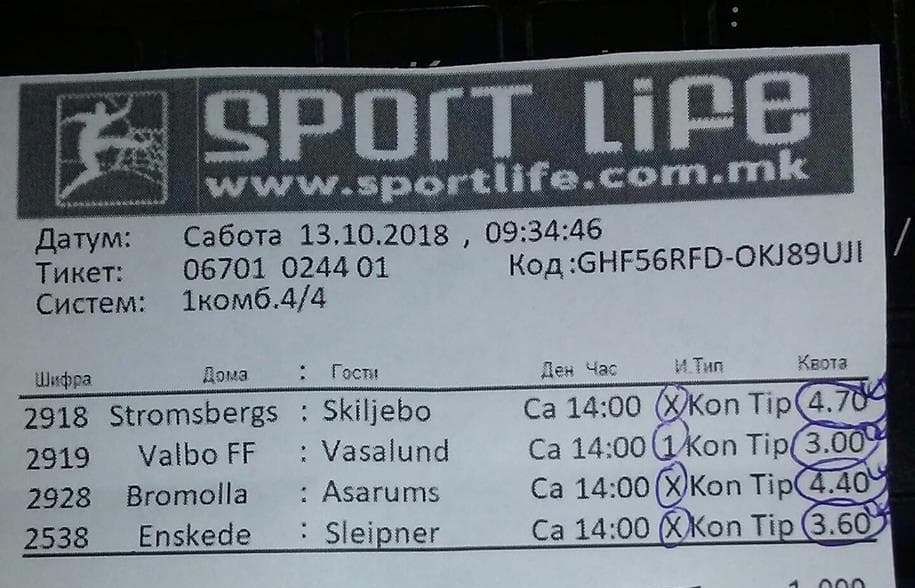 SPORT LIFE
www.sportlife.com.mk
Датум: Сабота 13.10.2018 , 09:34:46
Тикет: 06701 0244 01 Код :GHF56RFD-OKJ89UJI
Систем: 1комб.4/4
Шифра Дома : Гости Ден Час И.Тип Квота
2918 Stromsbergs : Skiljebo Са 14:00 X Kon Tip 4.70
2919 Valbo FF : Vasalund Са 14:00 1 Kon Tip 3.00
2928 Bromolla : Asarums Са 14:00 X Kon Tip 4.40
2538 Enskede : Sleipner Са 14:00 X Kon Tip 3.60